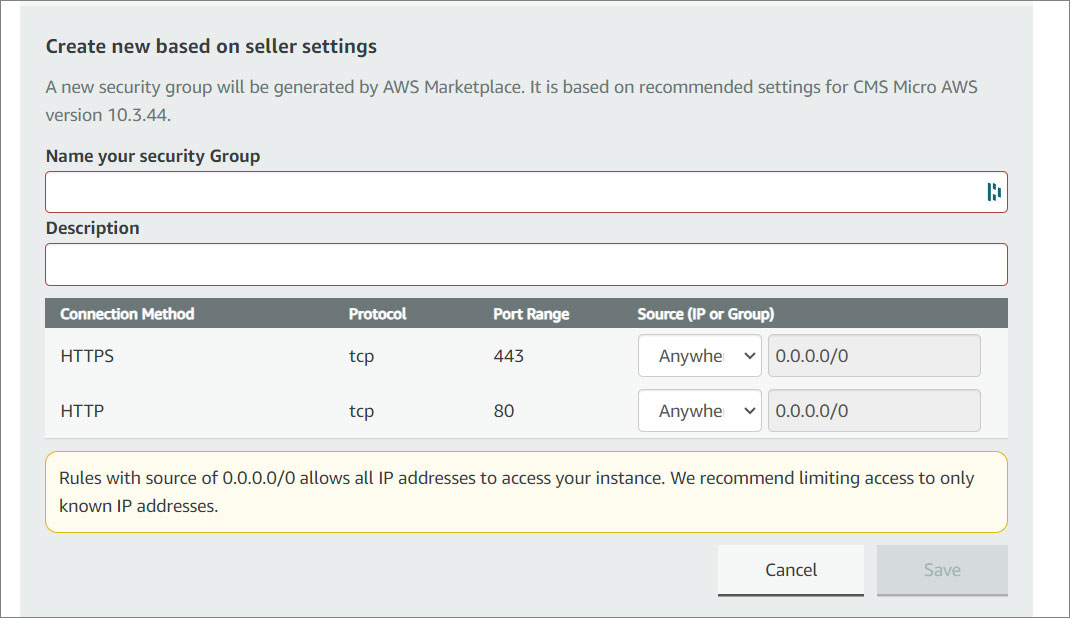 Create new based on seller settings
A new security group will be generated by AWS Marketplace. It is based on recommended settings for CMS Micro AWS
version 10.3.44.
Name your security Group
Description
Connection Method Protocol Port Range Source (IP or Group)
HTTPS tcp 443 Anywhe 0.0.0.0/0
HTTP tcp 80 Anywhe 0.0.0.0/0
Rules with source of 0.0.0.0/0 allows all IP addresses to access your instance. We recommend limiting access to only
known IP addresses.
Cancel Save